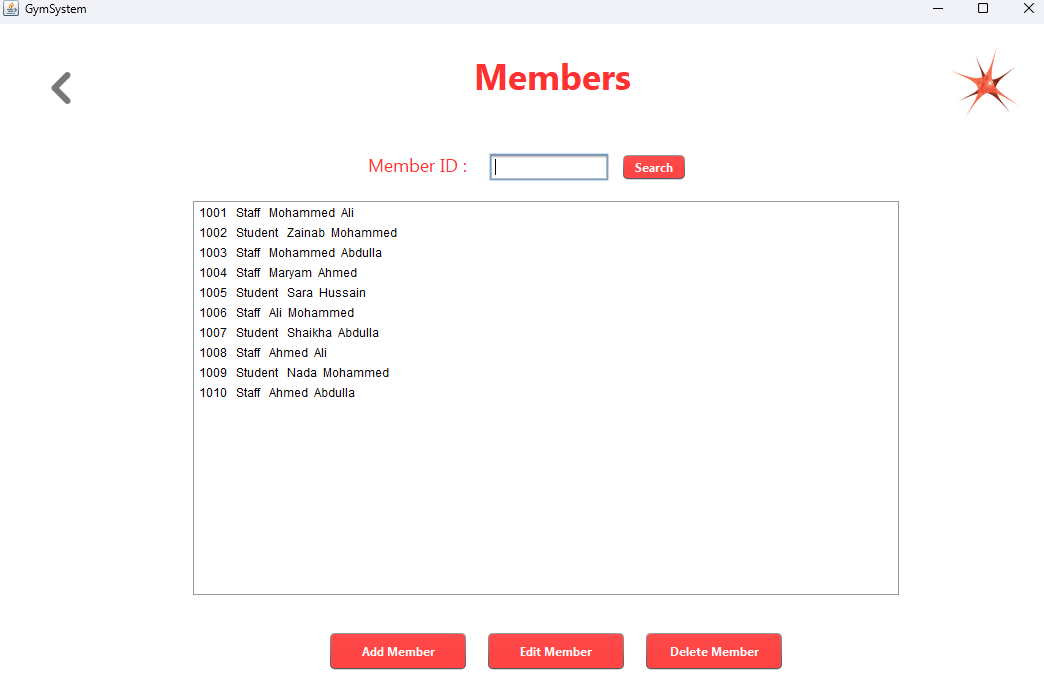 GymSystem
Members
Member ID : Search
1001 Staff Mohammed Ali
1002 Student Zainab Mohammed
1003 Staff Mohammed Abdulla
1004 Staff Maryam Ahmed
1005 Student Sara Hussain
1006 Staff Ali Mohammed
1007 Student Shaikha Abdulla
1008 Staff Ahmed Ali
1009 Student Nada Mohammed
1010 Staff Ahmed Abdulla
Add Member Edit Member Delete Member